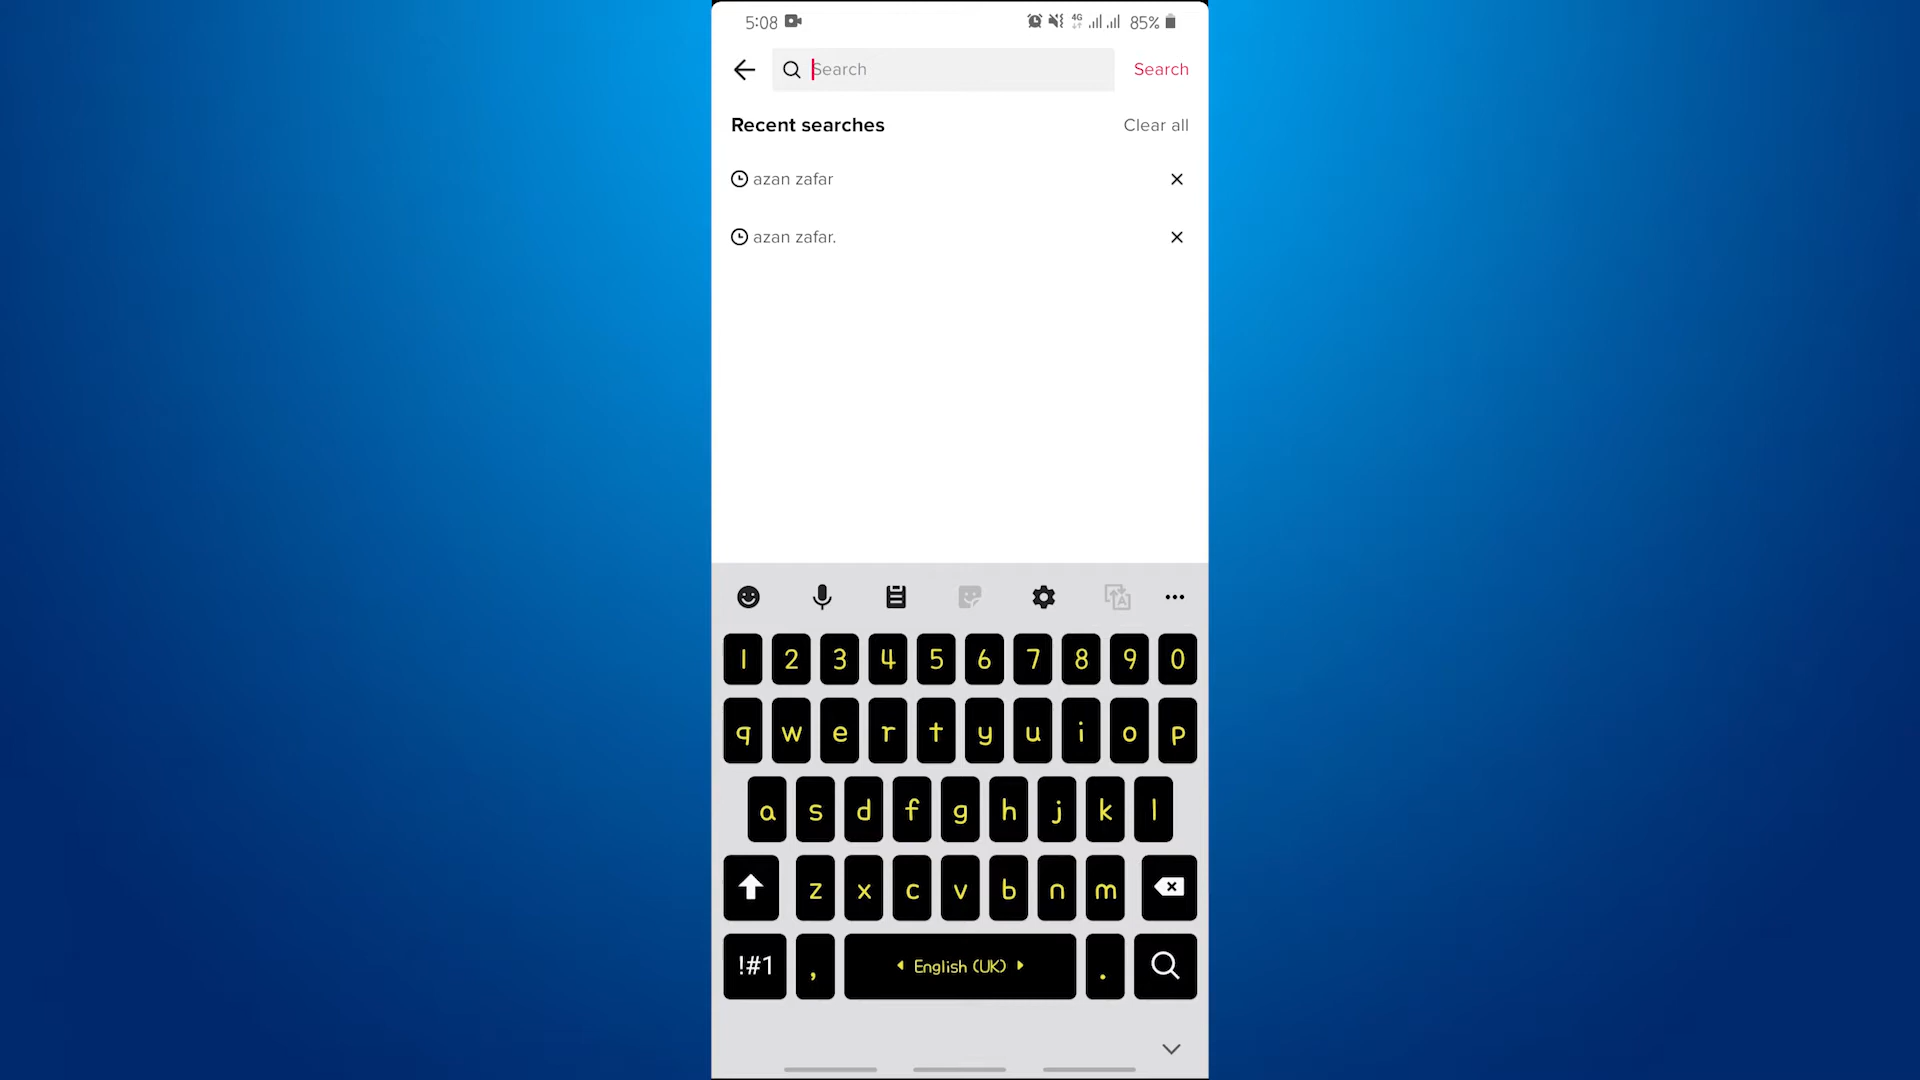 5:08 4G 85%
Search Search
Recent searches Clear all
azan zafar
azan zafar.
1 2 3 4 5 6 7 8 9 0
q w e r t y u i o p
a s d f g h j k l
z x c v b n m
!#1 , English (UK) .